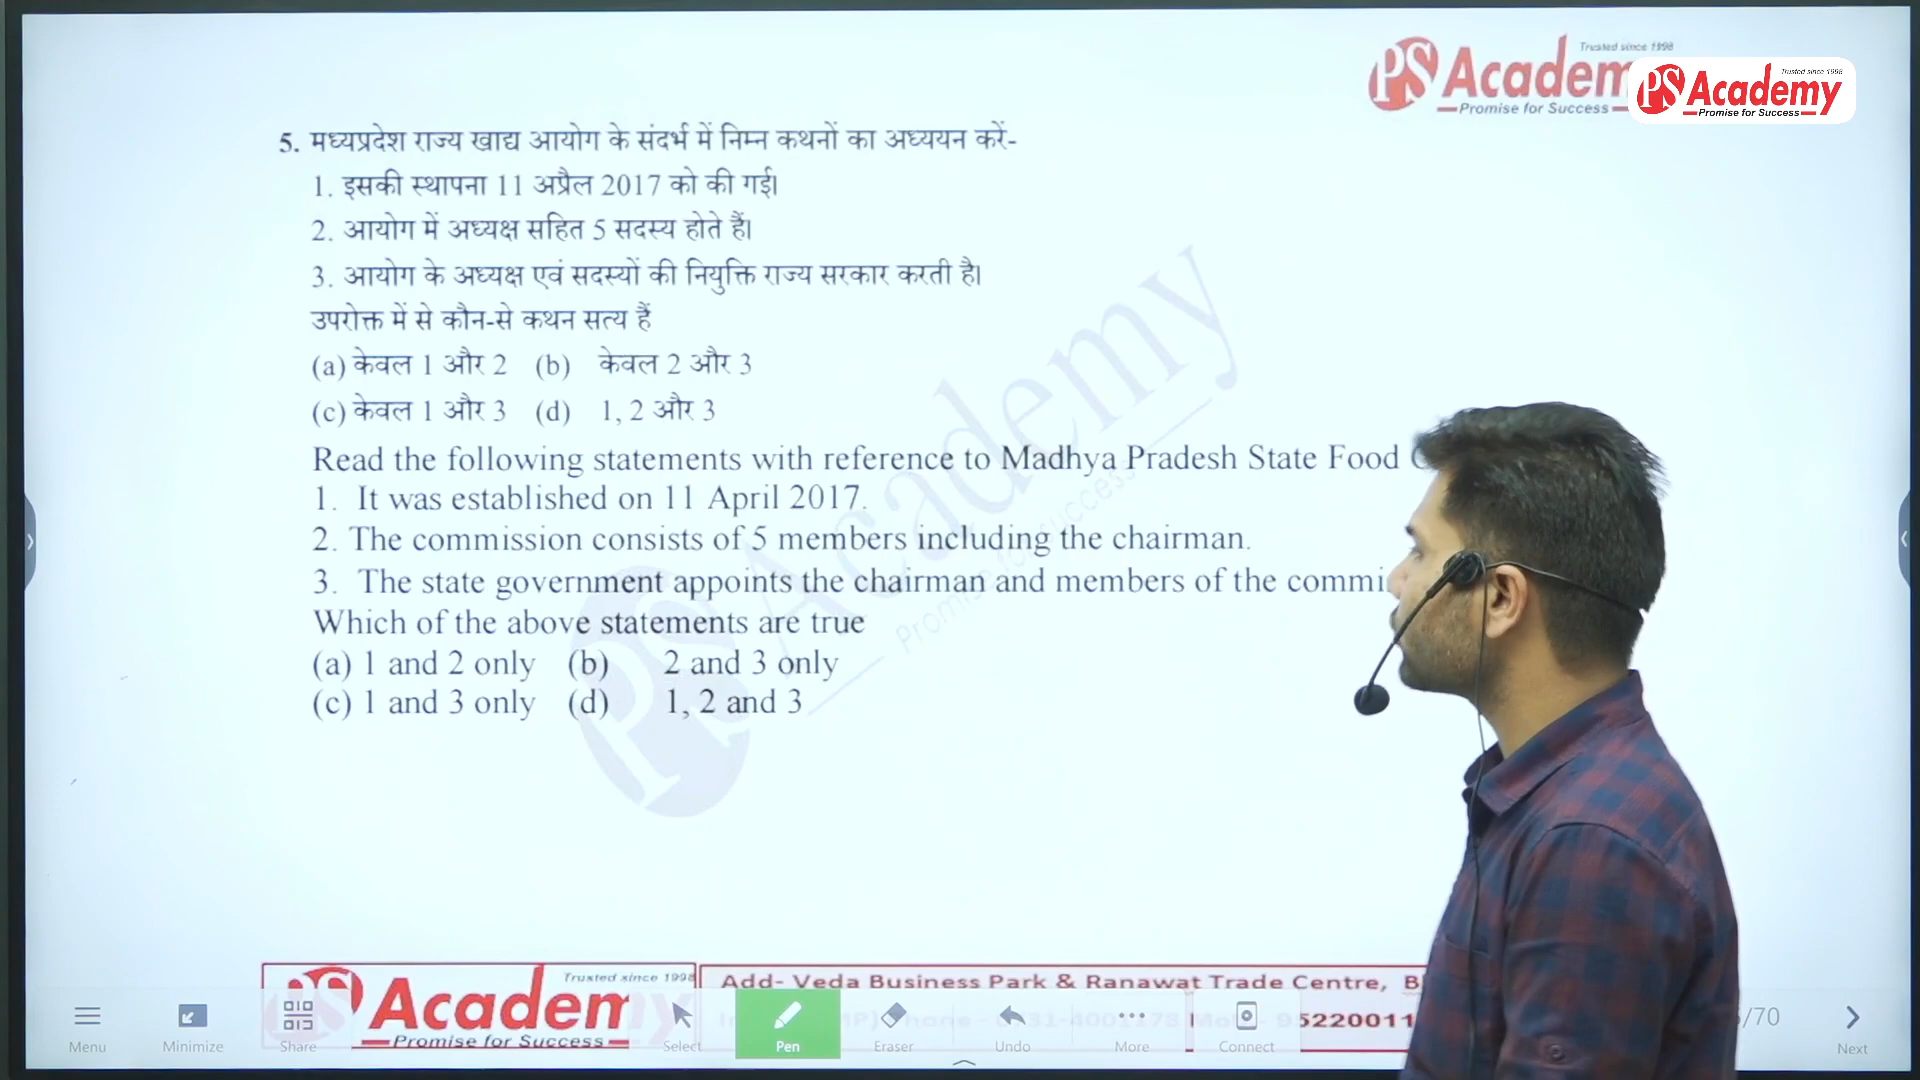 Trusted since 1998
PS Academ
Promise for Success
Trusted since 1998
PS Academy
Promise for Success
5. मध्यप्रदेश राज्य खाद्य आयोग के संदर्भ में निम्न कथनों का अध्ययन करें-
1. इसकी स्थापना 11 अप्रैल 2017 को की गई।
2. आयोग में अध्यक्ष सहित 5 सदस्य होते हैं।
3. आयोग के अध्यक्ष एवं सदस्यों की नियुक्ति राज्य सरकार करती है।
उपरोक्त में से कौन-से कथन सत्य हैं
(a) केवल 1 और 2 (b) केवल 2 और 3
(c) केवल 1 और 3 (d) 1, 2 और 3
Read the following statements with reference to Madhya Pradesh State Food
1. It was established on 11 April 2017.
2. The commission consists of 5 members including the chairman.
3. The state government appoints the chairman and members of the commi
Which of the above statements are true
(a) 1 and 2 only (b) 2 and 3 only
(c) 1 and 3 only (d) 1, 2 and 3
PS Academy
Promise for success
Trusted since 1998
Academy
Promise for Success
Add- Veda Business Park & Ranawat Trade Centre,
Menu
Minimize
Share
Select
Pen
Eraser
Undo
More
Connect
/70
Next